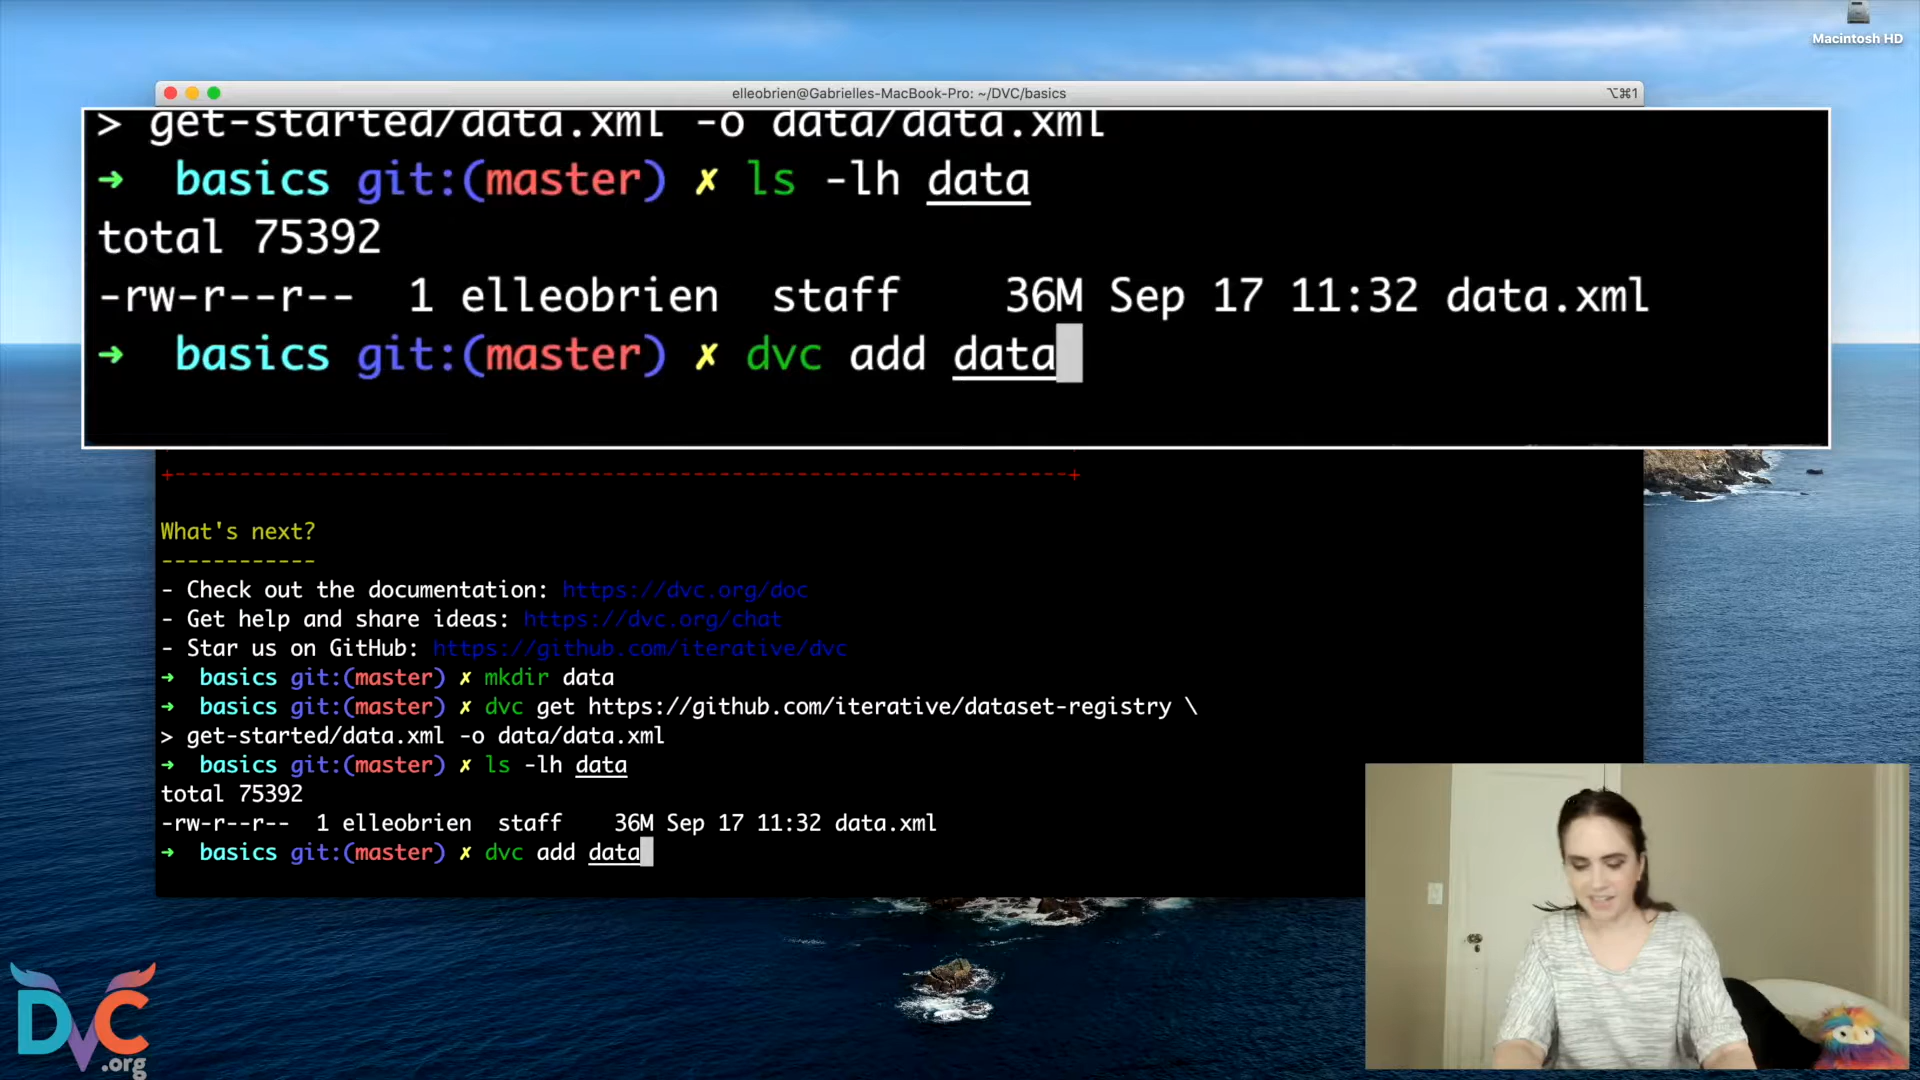 Macintosh HD
elleobrien@Gabrielles-MacBook-Pro: ~/DVC/basics
⌥⌘1
> get-started/data.xml -o data/data.xml
➜ basics git:(master) ✗ ls -lh data
total 75392
-rw-r--r-- 1 elleobrien staff 36M Sep 17 11:32 data.xml
➜ basics git:(master) ✗ dvc add data
+---------------------------------------------------------------------+
What's next?
------------
- Check out the documentation: https://dvc.org/doc
- Get help and share ideas: https://dvc.org/chat
- Star us on GitHub: https://github.com/iterative/dvc
➜ basics git:(master) ✗ mkdir data
➜ basics git:(master) ✗ dvc get https://github.com/iterative/dataset-registry \
> get-started/data.xml -o data/data.xml
➜ basics git:(master) ✗ ls -lh data
total 75392
-rw-r--r-- 1 elleobrien staff 36M Sep 17 11:32 data.xml
➜ basics git:(master) ✗ dvc add data
DVC
.org